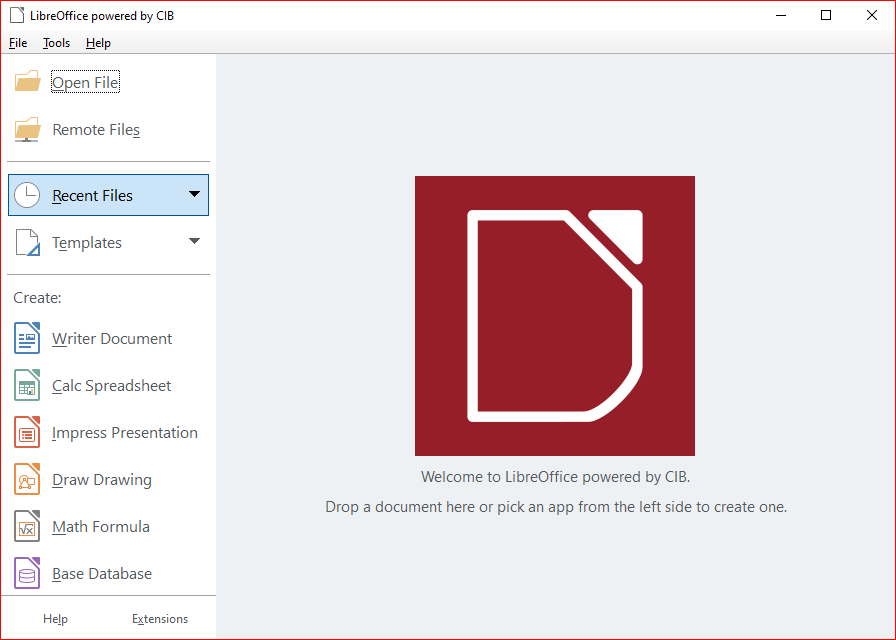 LibreOffice powered by CIB
File Tools Help
Open File
Remote Files
Recent Files
Templates
Create:
Writer Document
Calc Spreadsheet
Impress Presentation
Draw Drawing
Math Formula
Base Database
Help Extensions
Welcome to LibreOffice powered by CIB.
Drop a document here or pick an app from the left side to create one.